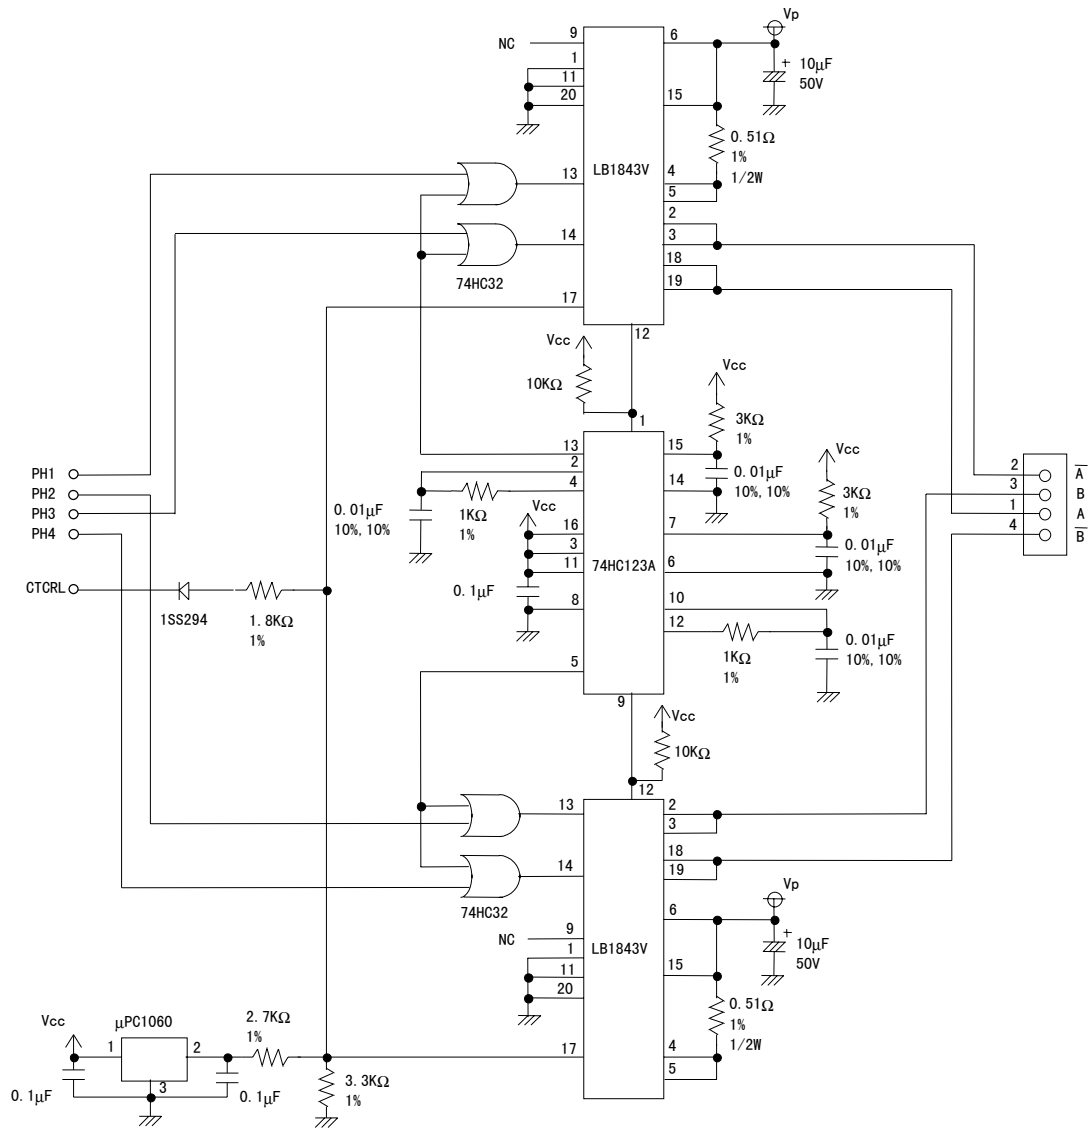 Vp
NC
9
6
1
11
20
+
10μF
50V
15
0.51Ω
1%
1/2W
LB1843V
13
4
5
2
14
3
18
74HC32
19
17
12
Vcc
10KΩ
Vcc
1
3KΩ
1%
13
15
Vcc
2
4
14
0.01μF
10%, 10%
0.01μF
10%, 10%
1KΩ
1%
3KΩ
1%
PH1
PH2
PH3
PH4
Vcc
16
3
11
7
0.01μF
10%, 10%
74HC123A
6
2
A
3
B
1
A
4
B
CTCRL
1SS294
1.8KΩ
1%
0.1μF
8
10
12
1KΩ
1%
0.01μF
10%, 10%
5
9
Vcc
10KΩ
12
13
2
3
14
18
19
74HC32
Vp
6
NC
9
1
11
20
LB1843V
+
10μF
50V
15
0.51Ω
1%
1/2W
Vcc
μPC1060
1
2
3
2.7KΩ
1%
17
4
5
0.1μF
0.1μF
3.3KΩ
1%